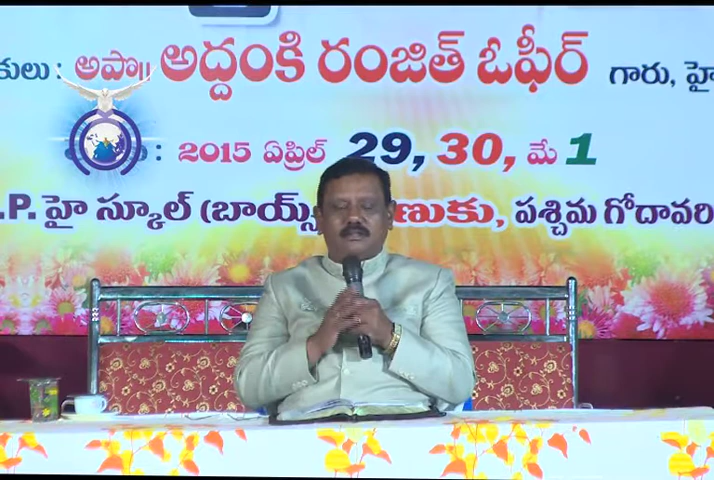 కులు : అపొ|| అద్దంకి రంజిత్ ఓఫీర్ గారు, హై
: 2015 ఏప్రిల్ 29, 30, మే 1
.P. హై స్కూల్ (బాయ్స్) పశ్చిమ గోదావరి